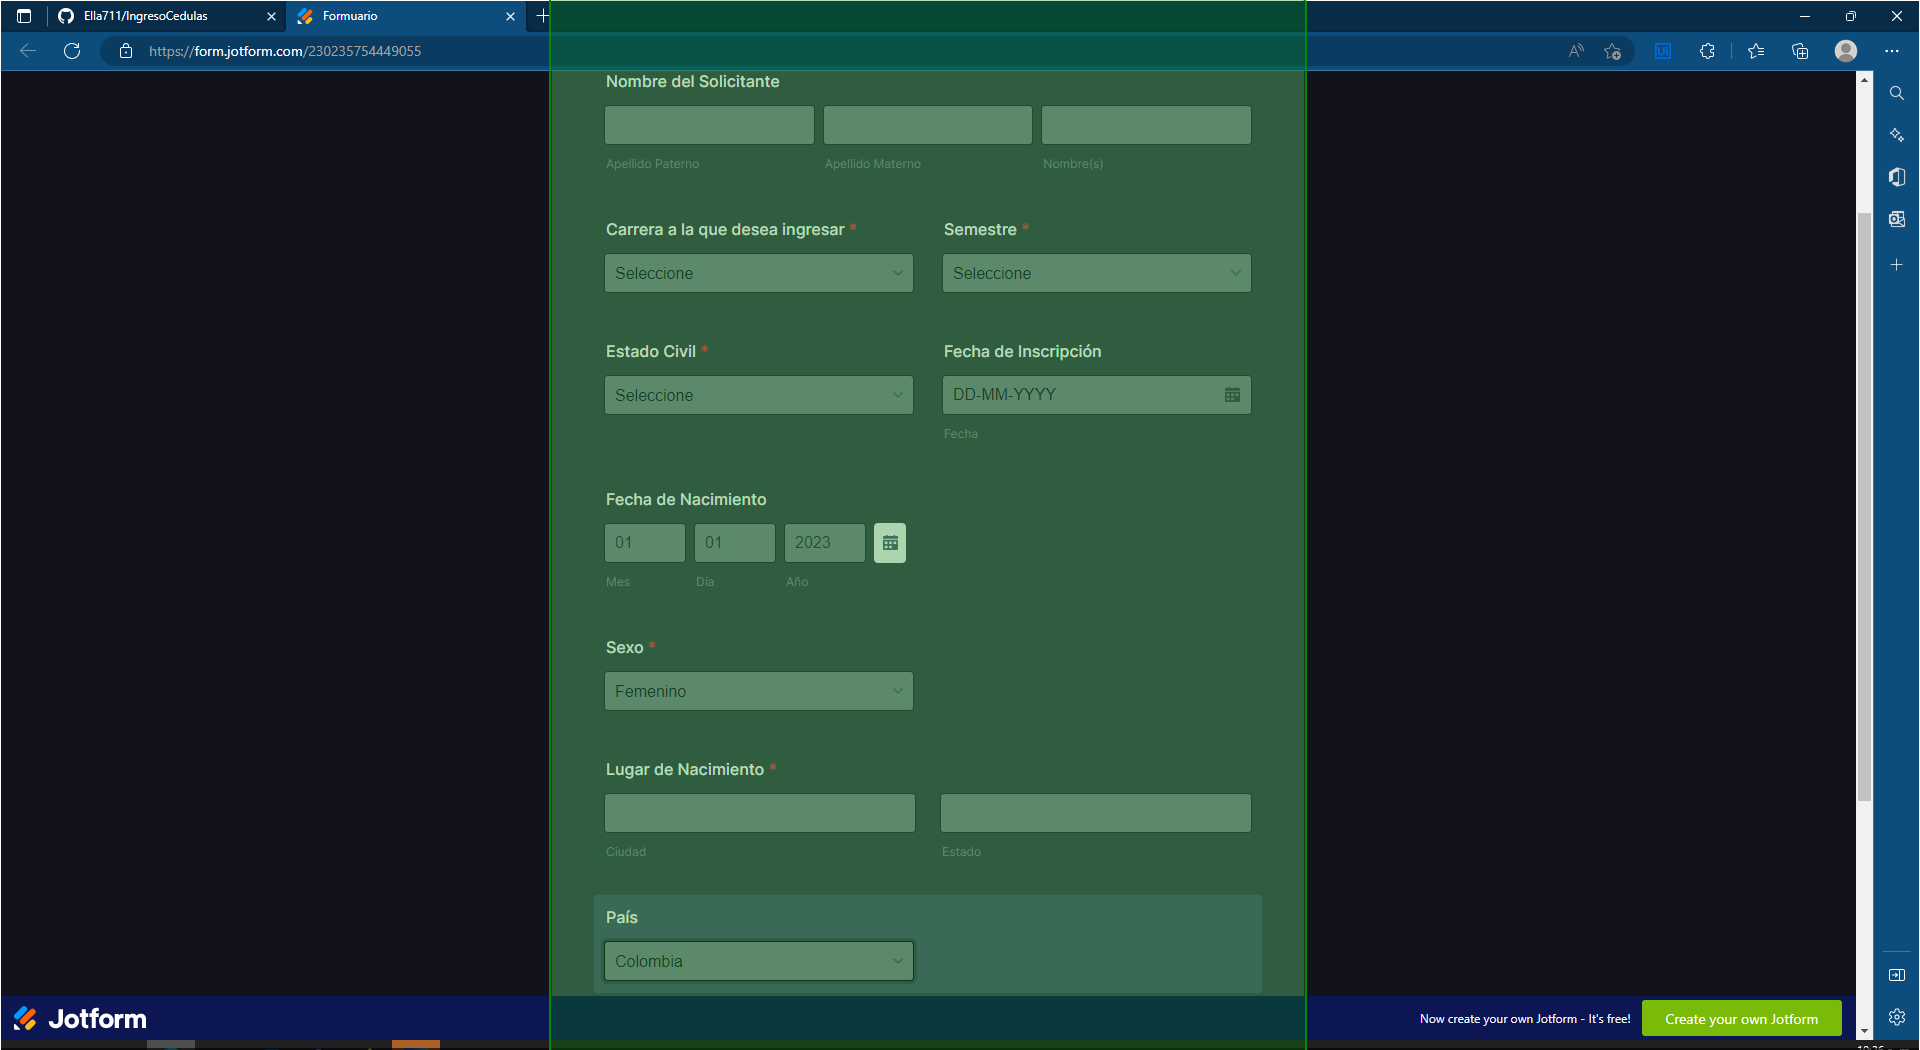 Ella711/IngresoCedulas
Formuario
https://form.jotform.com/230235754449055
Nombre del Solicitante
Apellido Paterno Apellido Materno Nombre(s)
Carrera a la que desea ingresar * Semestre *
Seleccione Seleccione
Estado Civil * Fecha de Inscripción
Seleccione DD-MM-YYYY
Fecha
Fecha de Nacimiento
01 01 2023
Mes Día Año
Sexo *
Femenino
Lugar de Nacimiento *
Ciudad Estado
País
Colombia
Jotform Now create your own Jotform - It's free! Create your own Jotform